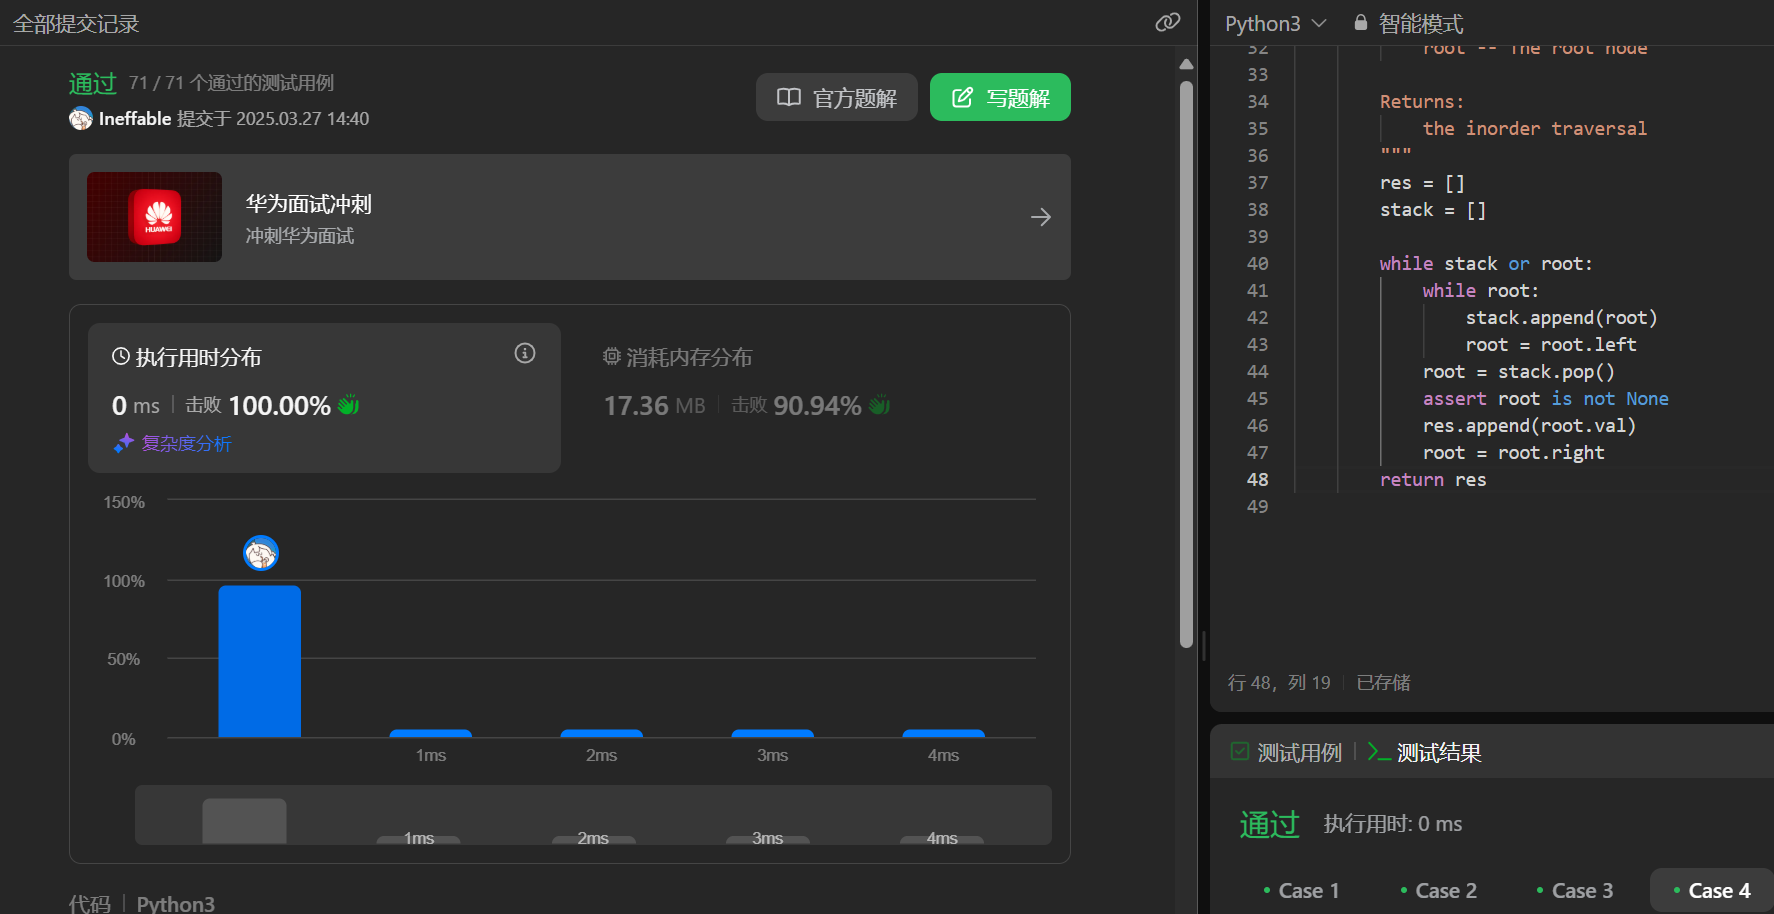 全部提交记录
通过 71 / 71 个通过的测试用例
Ineffable 提交于 2025.03.27 14:40
官方题解
写题解
HUAWEI
华为面试冲刺
冲刺华为面试
执行用时分布
0 ms 击败 100.00%
复杂度分析
消耗内存分布
17.36 MB 击败 90.94%
150%
100%
50%
0%
1ms 2ms 3ms 4ms
1ms 2ms 3ms 4ms
代码 Python3
Python3 智能模式
32 root -- The root node
33
34 Returns:
35 the inorder traversal
36 """
37 res = []
38 stack = []
39
40 while stack or root:
41 while root:
42 stack.append(root)
43 root = root.left
44 root = stack.pop()
45 assert root is not None
46 res.append(root.val)
47 root = root.right
48 return res
49
行 48，列 19 已存储
测试用例 >_ 测试结果
通过 执行用时: 0 ms
• Case 1 • Case 2 • Case 3 • Case 4